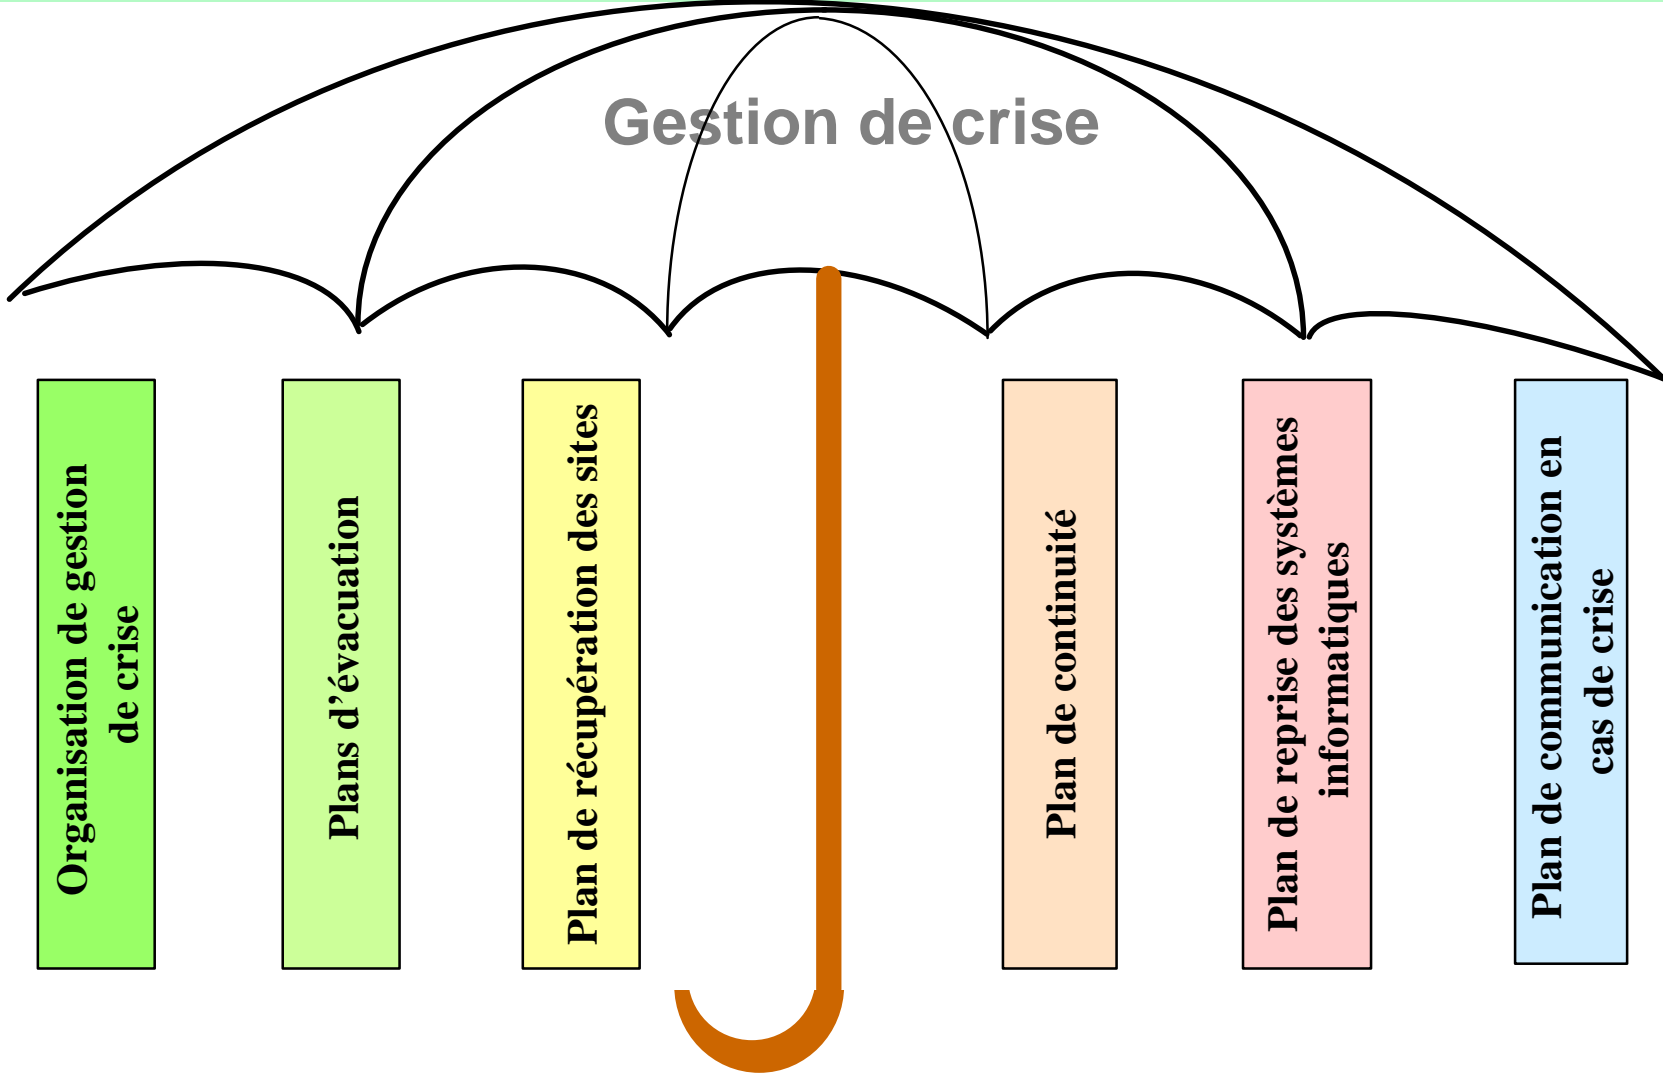 Gestion de crise
Organisation de gestion
de crise
Plans d’évacuation
Plan de récupération des sites
Plan de continuité
Plan de reprise des systèmes
informatiques
Plan de communication en
cas de crise